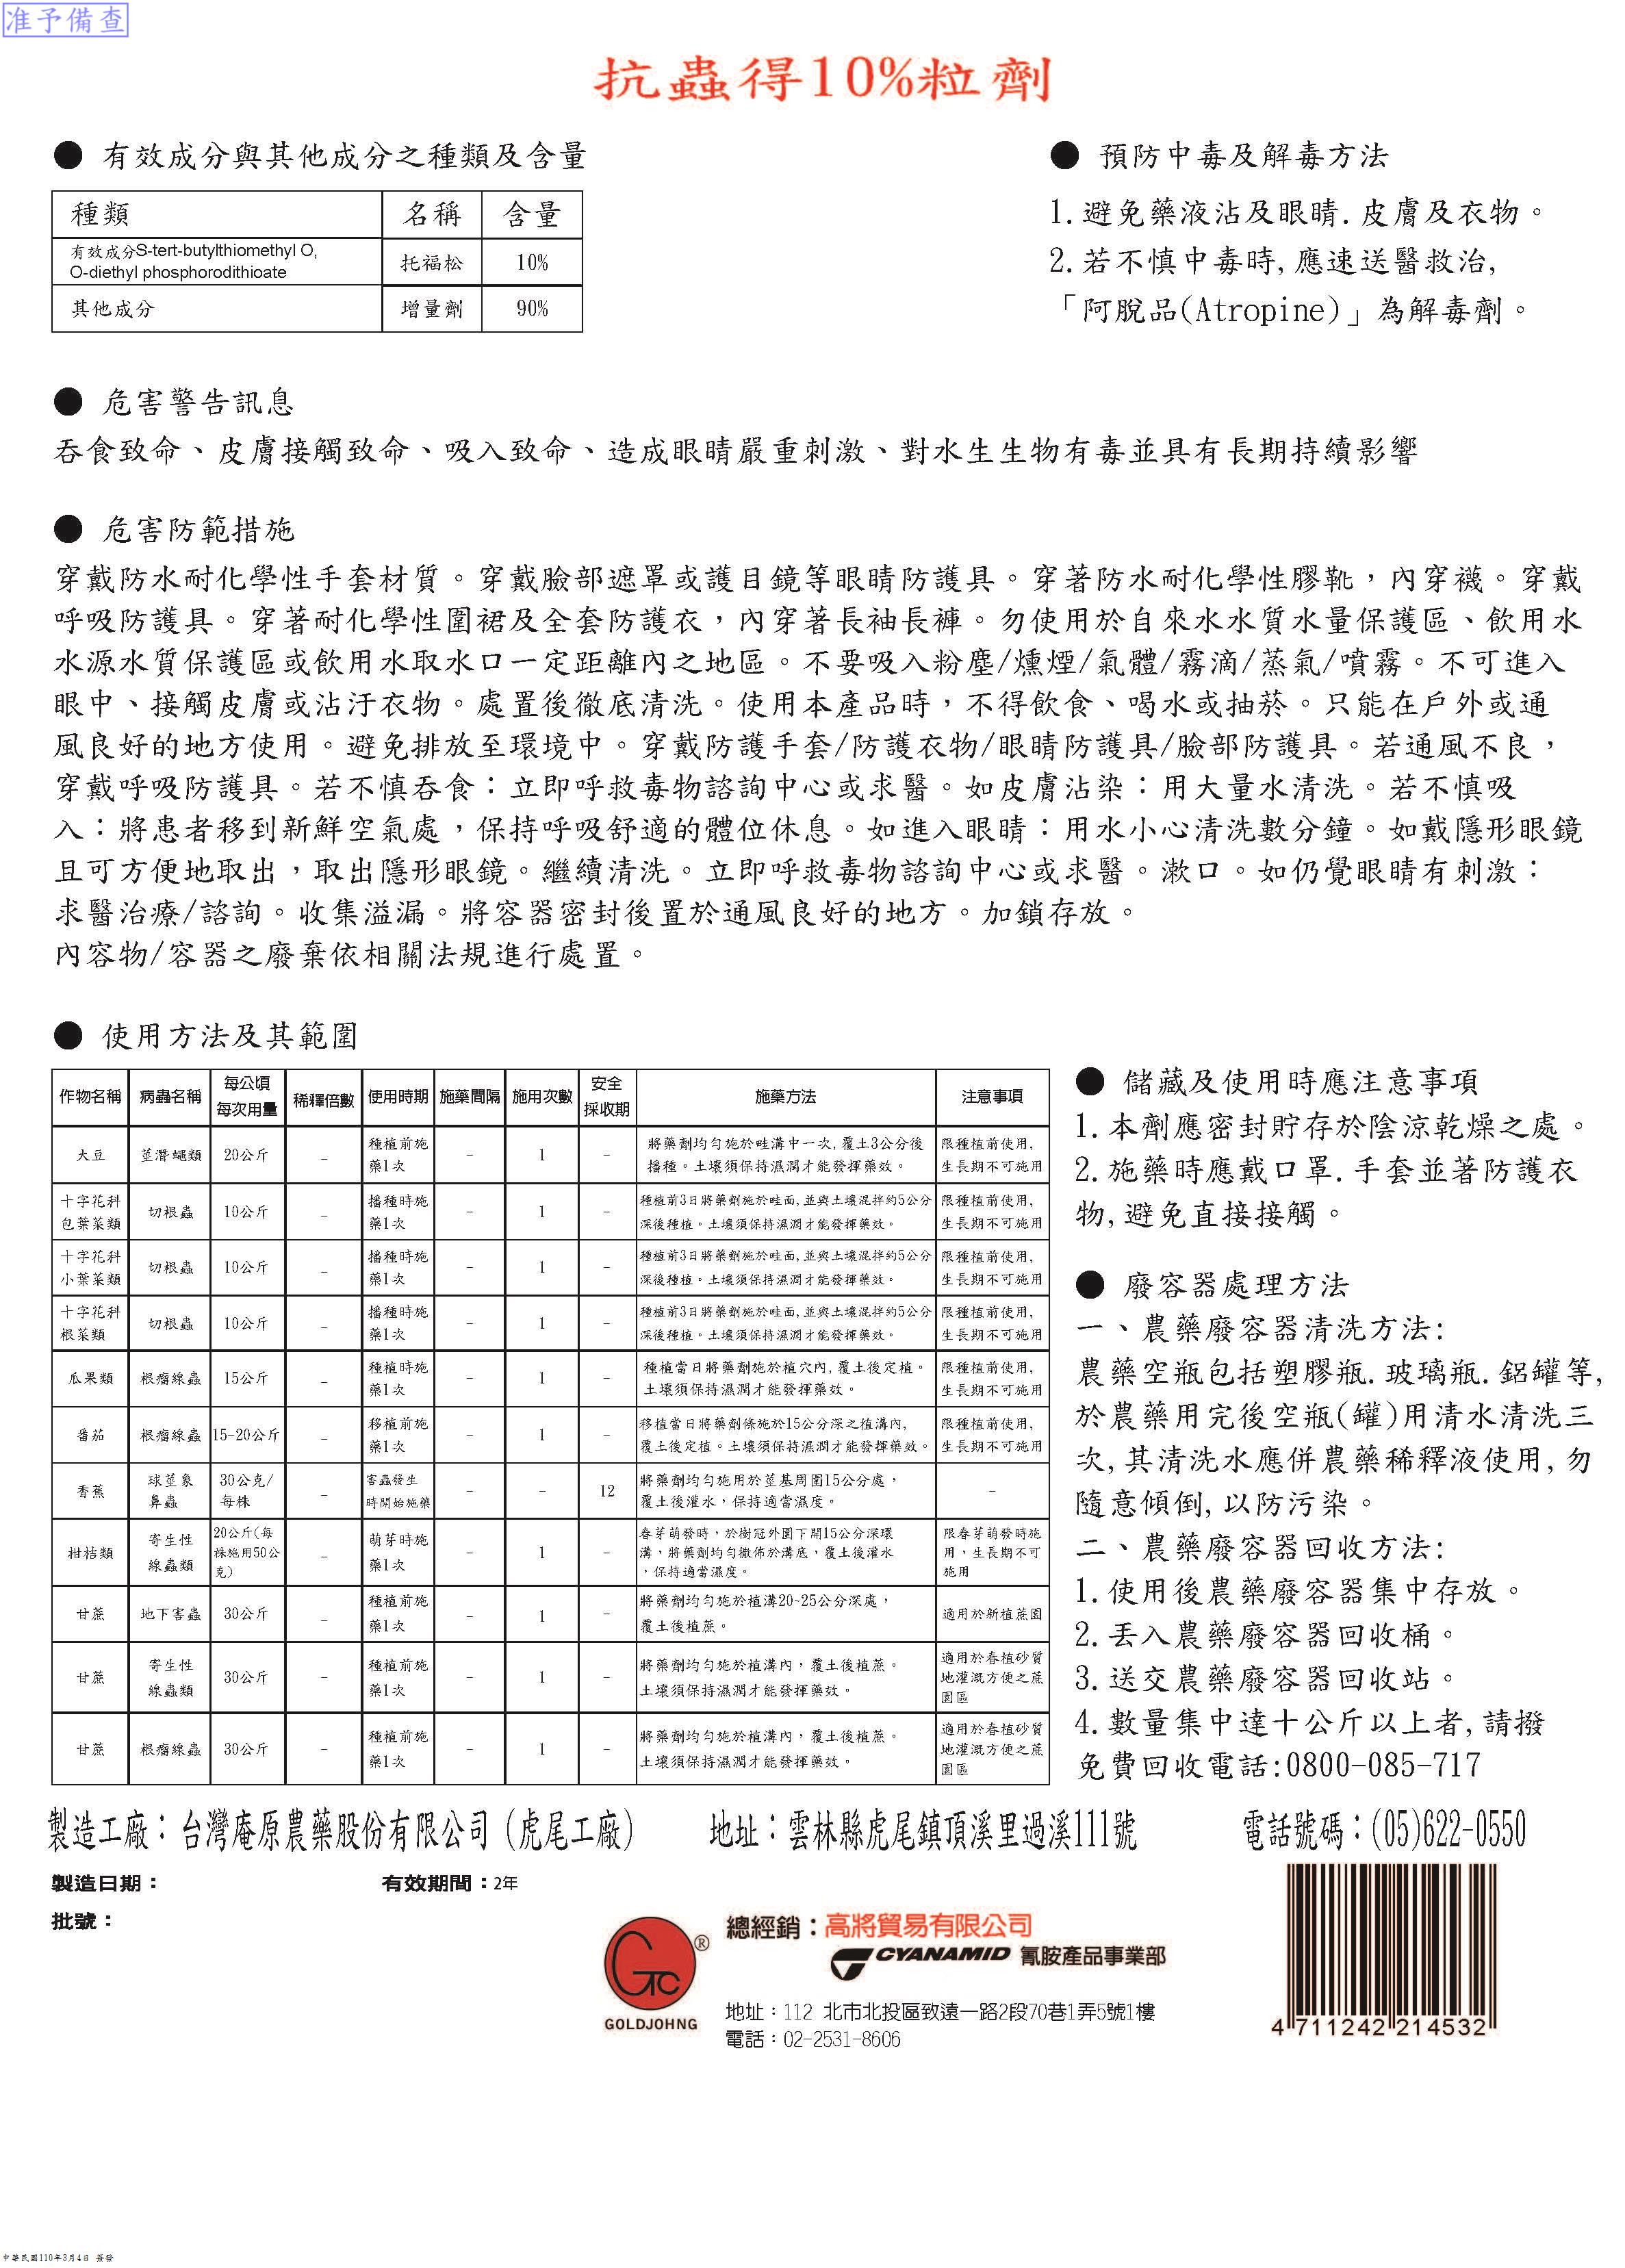 准予備查
抗蟲得10%粒劑
● 有效成分與其他成分之種類及含量
種類 名稱 含量
有效成分S-tert-butylthiomethyl O,
O-diethyl phosphorodithioate 托福松 10%
其他成分 增量劑 90%
● 預防中毒及解毒方法
1.避免藥液沾及眼睛.皮膚及衣物。
2.若不慎中毒時,應速送醫救治,
「阿脫品(Atropine)」為解毒劑。
● 危害警告訊息
吞食致命、皮膚接觸致命、吸入致命、造成眼睛嚴重刺激、對水生生物有毒並具有長期持續影響
● 危害防範措施
穿戴防水耐化學性手套材質。穿戴臉部遮罩或護目鏡等眼睛防護具。穿著防水耐化學性膠靴，內穿襪。穿戴
呼吸防護具。穿著耐化學性圍裙及全套防護衣，內穿著長袖長褲。勿使用於自來水水質水量保護區、飲用水
水源水質保護區或飲用水取水口一定距離內之地區。不要吸入粉塵/燻煙/氣體/霧滴/蒸氣/噴霧。不可進入
眼中、接觸皮膚或沾汙衣物。處置後徹底清洗。使用本產品時，不得飲食、喝水或抽菸。只能在戶外或通
風良好的地方使用。避免排放至環境中。穿戴防護手套/防護衣物/眼睛防護具/臉部防護具。若通風不良，
穿戴呼吸防護具。若不慎吞食：立即呼救毒物諮詢中心或求醫。如皮膚沾染：用大量水清洗。若不慎吸
入：將患者移到新鮮空氣處，保持呼吸舒適的體位休息。如進入眼睛：用水小心清洗數分鐘。如戴隱形眼鏡
且可方便地取出，取出隱形眼鏡。繼續清洗。立即呼救毒物諮詢中心或求醫。漱口。如仍覺眼睛有刺激：
求醫治療/諮詢。收集溢漏。將容器密封後置於通風良好的地方。加鎖存放。
內容物/容器之廢棄依相關法規進行處置。
● 使用方法及其範圍
作物名稱 病蟲名稱 每公頃每次用量 稀釋倍數 使用時期 施藥間隔 施用次數 安全採收期 施藥方法 注意事項
大豆 莖潛蠅類 20公斤 － 種植前施藥1次 － 1 － 將藥劑均勻施於畦溝中一次,覆土3公分後播種。土壤須保持濕潤才能發揮藥效。 限種植前使用,生長期不可施用
十字花科包葉菜類 切根蟲 10公斤 － 播種時施藥1次 － 1 － 種植前3日將藥劑施於畦面,並與土壤混拌約5公分深後種植。土壤須保持濕潤才能發揮藥效。 限種植前使用,生長期不可施用
十字花科小葉菜類 切根蟲 10公斤 － 播種時施藥1次 － 1 － 種植前3日將藥劑施於畦面,並與土壤混拌約5公分深後種植。土壤須保持濕潤才能發揮藥效。 限種植前使用,生長期不可施用
十字花科根菜類 切根蟲 10公斤 － 播種時施藥1次 － 1 － 種植前3日將藥劑施於畦面,並與土壤混拌約5公分深後種植。土壤須保持濕潤才能發揮藥效。 限種植前使用,生長期不可施用
瓜果類 根瘤線蟲 15公斤 － 種植時施藥1次 － 1 － 種植當日將藥劑施於植穴內,覆土後定植。土壤須保持濕潤才能發揮藥效。 限種植前使用,生長期不可施用
番茄 根瘤線蟲 15-20公斤 － 移植前施藥1次 － 1 － 移植當日將藥劑條施於15公分深之植溝內,覆土後定植。土壤須保持濕潤才能發揮藥效。 限種植前使用,生長期不可施用
香蕉 球莖象鼻蟲 30公克/每株 － 害蟲發生時開始施藥 － － 12 將藥劑均勻施用於莖基周圍15公分處，覆土後灌水，保持適當濕度。 －
柑桔類 寄生性線蟲類 20公斤(每株施用50公克) － 萌芽時施藥1次 － 1 － 春芽萌發時，於樹冠外圍下開15公分深環溝，將藥劑均勻撒佈於溝底，覆土後灌水，保持適當濕度。 限春芽萌發時施用，生長期不可施用
甘蔗 地下害蟲 30公斤 － 種植前施藥1次 － 1 － 將藥劑均勻施於植溝20~25公分深處，覆土後植蔗。 適用於新植蔗園
甘蔗 寄生性線蟲類 30公斤 － 種植前施藥1次 － 1 － 將藥劑均勻施於植溝內，覆土後植蔗。土壤須保持濕潤才能發揮藥效。 適用於春植砂質地灌溉方便之蔗園區
甘蔗 根瘤線蟲 30公斤 － 種植前施藥1次 － 1 － 將藥劑均勻施於植溝內，覆土後植蔗。土壤須保持濕潤才能發揮藥效。 適用於春植砂質地灌溉方便之蔗園區
● 儲藏及使用時應注意事項
1.本劑應密封貯存於陰涼乾燥之處。
2.施藥時應戴口罩.手套並著防護衣
物,避免直接接觸。
● 廢容器處理方法
一、農藥廢容器清洗方法:
農藥空瓶包括塑膠瓶.玻璃瓶.鋁罐等,
於農藥用完後空瓶(罐)用清水清洗三
次,其清洗水應併農藥稀釋液使用,勿
隨意傾倒,以防污染。
二、農藥廢容器回收方法:
1.使用後農藥廢容器集中存放。
2.丟入農藥廢容器回收桶。
3.送交農藥廢容器回收站。
4.數量集中達十公斤以上者,請撥
免費回收電話:0800-085-717
製造工廠：台灣庵原農藥股份有限公司（虎尾工廠） 地址：雲林縣虎尾鎮頂溪里過溪111號 電話號碼：(05)622-0550
製造日期： 有效期間：2年
批號：
GTC ®
GOLDJOHNG
總經銷：高將貿易有限公司
CYANAMID 氰胺產品事業部
地址：112 北市北投區致遠一路2段70巷1弄5號1樓
電話：02-2531-8606
4 711242 214532
中華民國110年3月4日 簽發